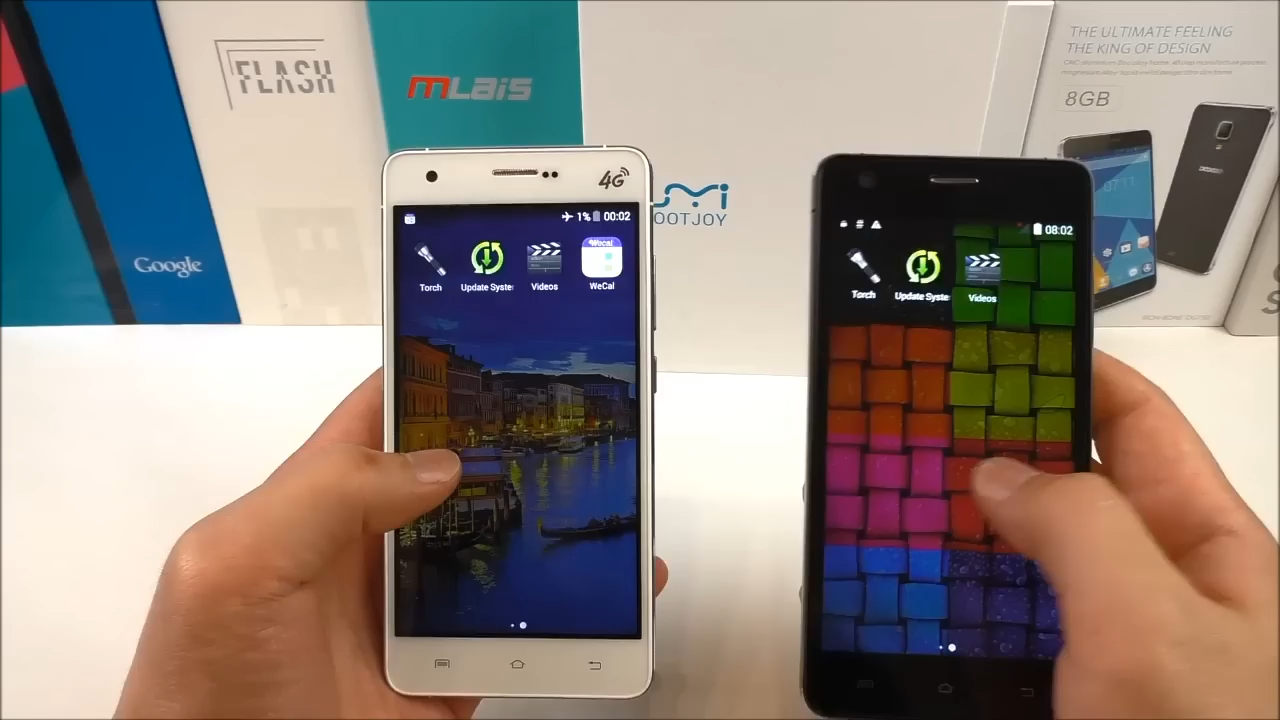 FLASH
mLais
Google
OOTJOY
THE ULTIMATE FEELING
THE KING OF DESIGN
8GB
DOOGEE
4G
1% 00:02
Torch
Update Syste
Videos
WeCal
08:02
Torch
Update Syste
Videos